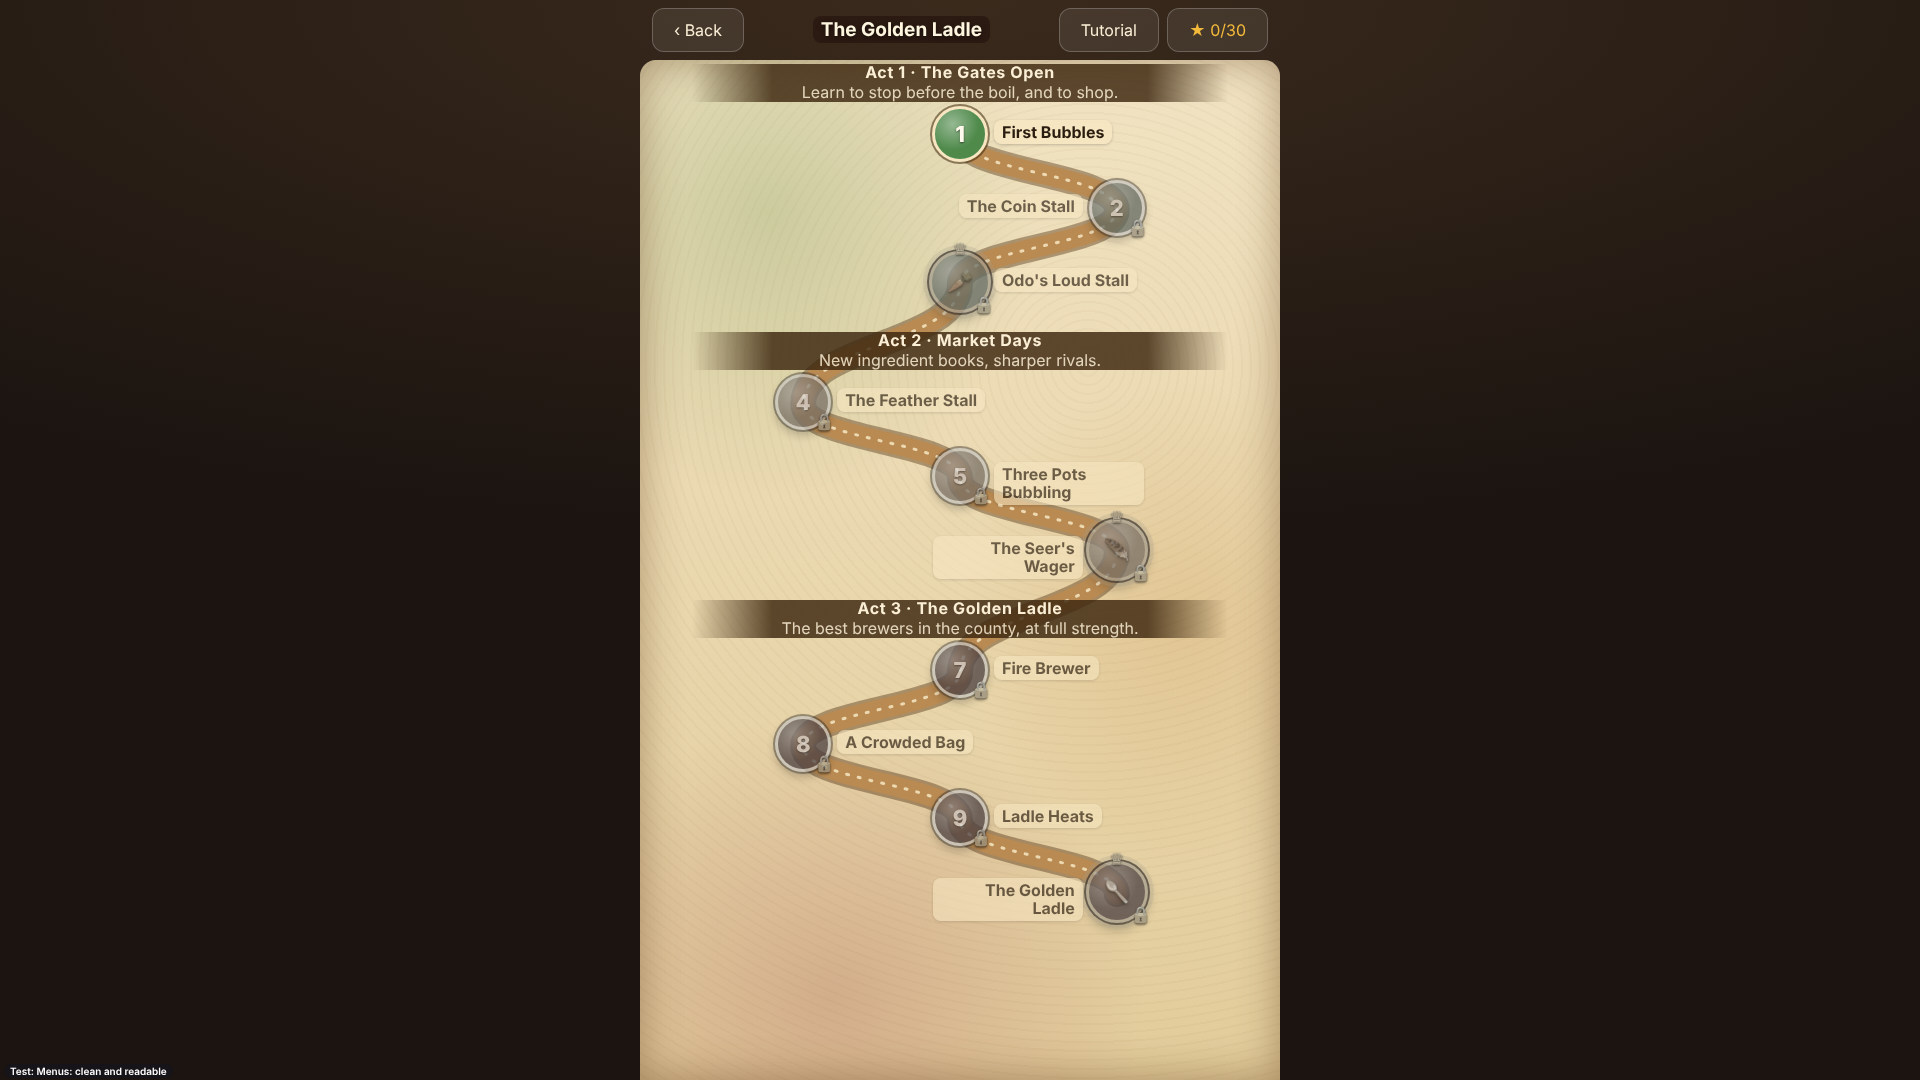 ‹ Back
The Golden Ladle
Tutorial
★ 0/30
Act 1 · The Gates Open
Learn to stop before the boil, and to shop.
1
First Bubbles
The Coin Stall
2
Odo's Loud Stall
Act 2 · Market Days
New ingredient books, sharper rivals.
4
The Feather Stall
5
Three Pots
Bubbling
The Seer's
Wager
Act 3 · The Golden Ladle
The best brewers in the county, at full strength.
7
Fire Brewer
8
A Crowded Bag
9
Ladle Heats
The Golden
Ladle
Test: Menus: clean and readable